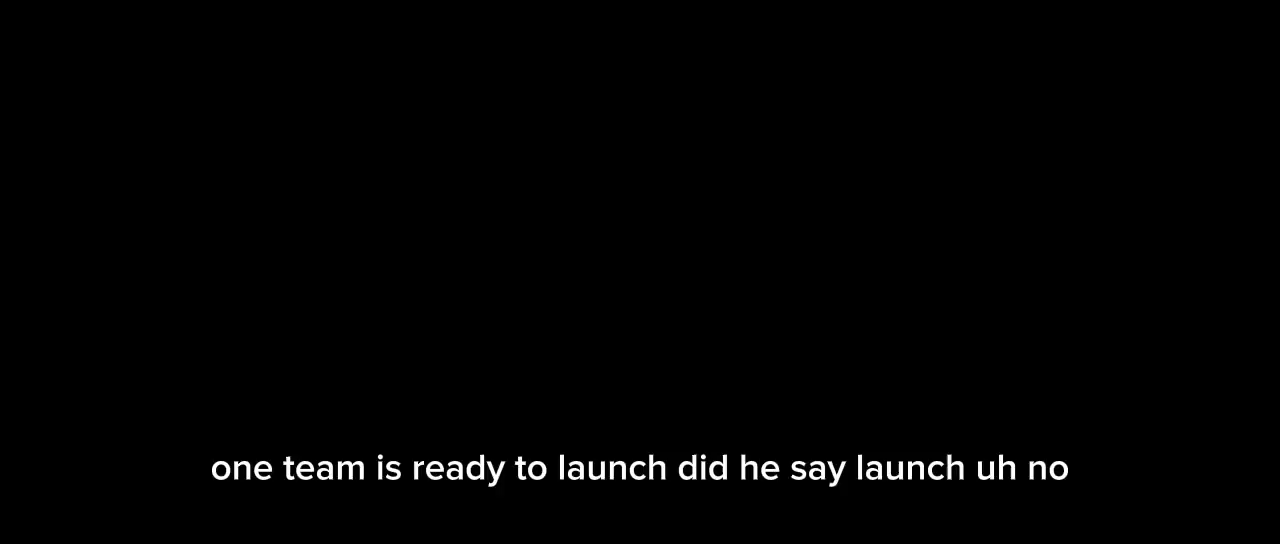 one team is ready to launch did he say launch uh no